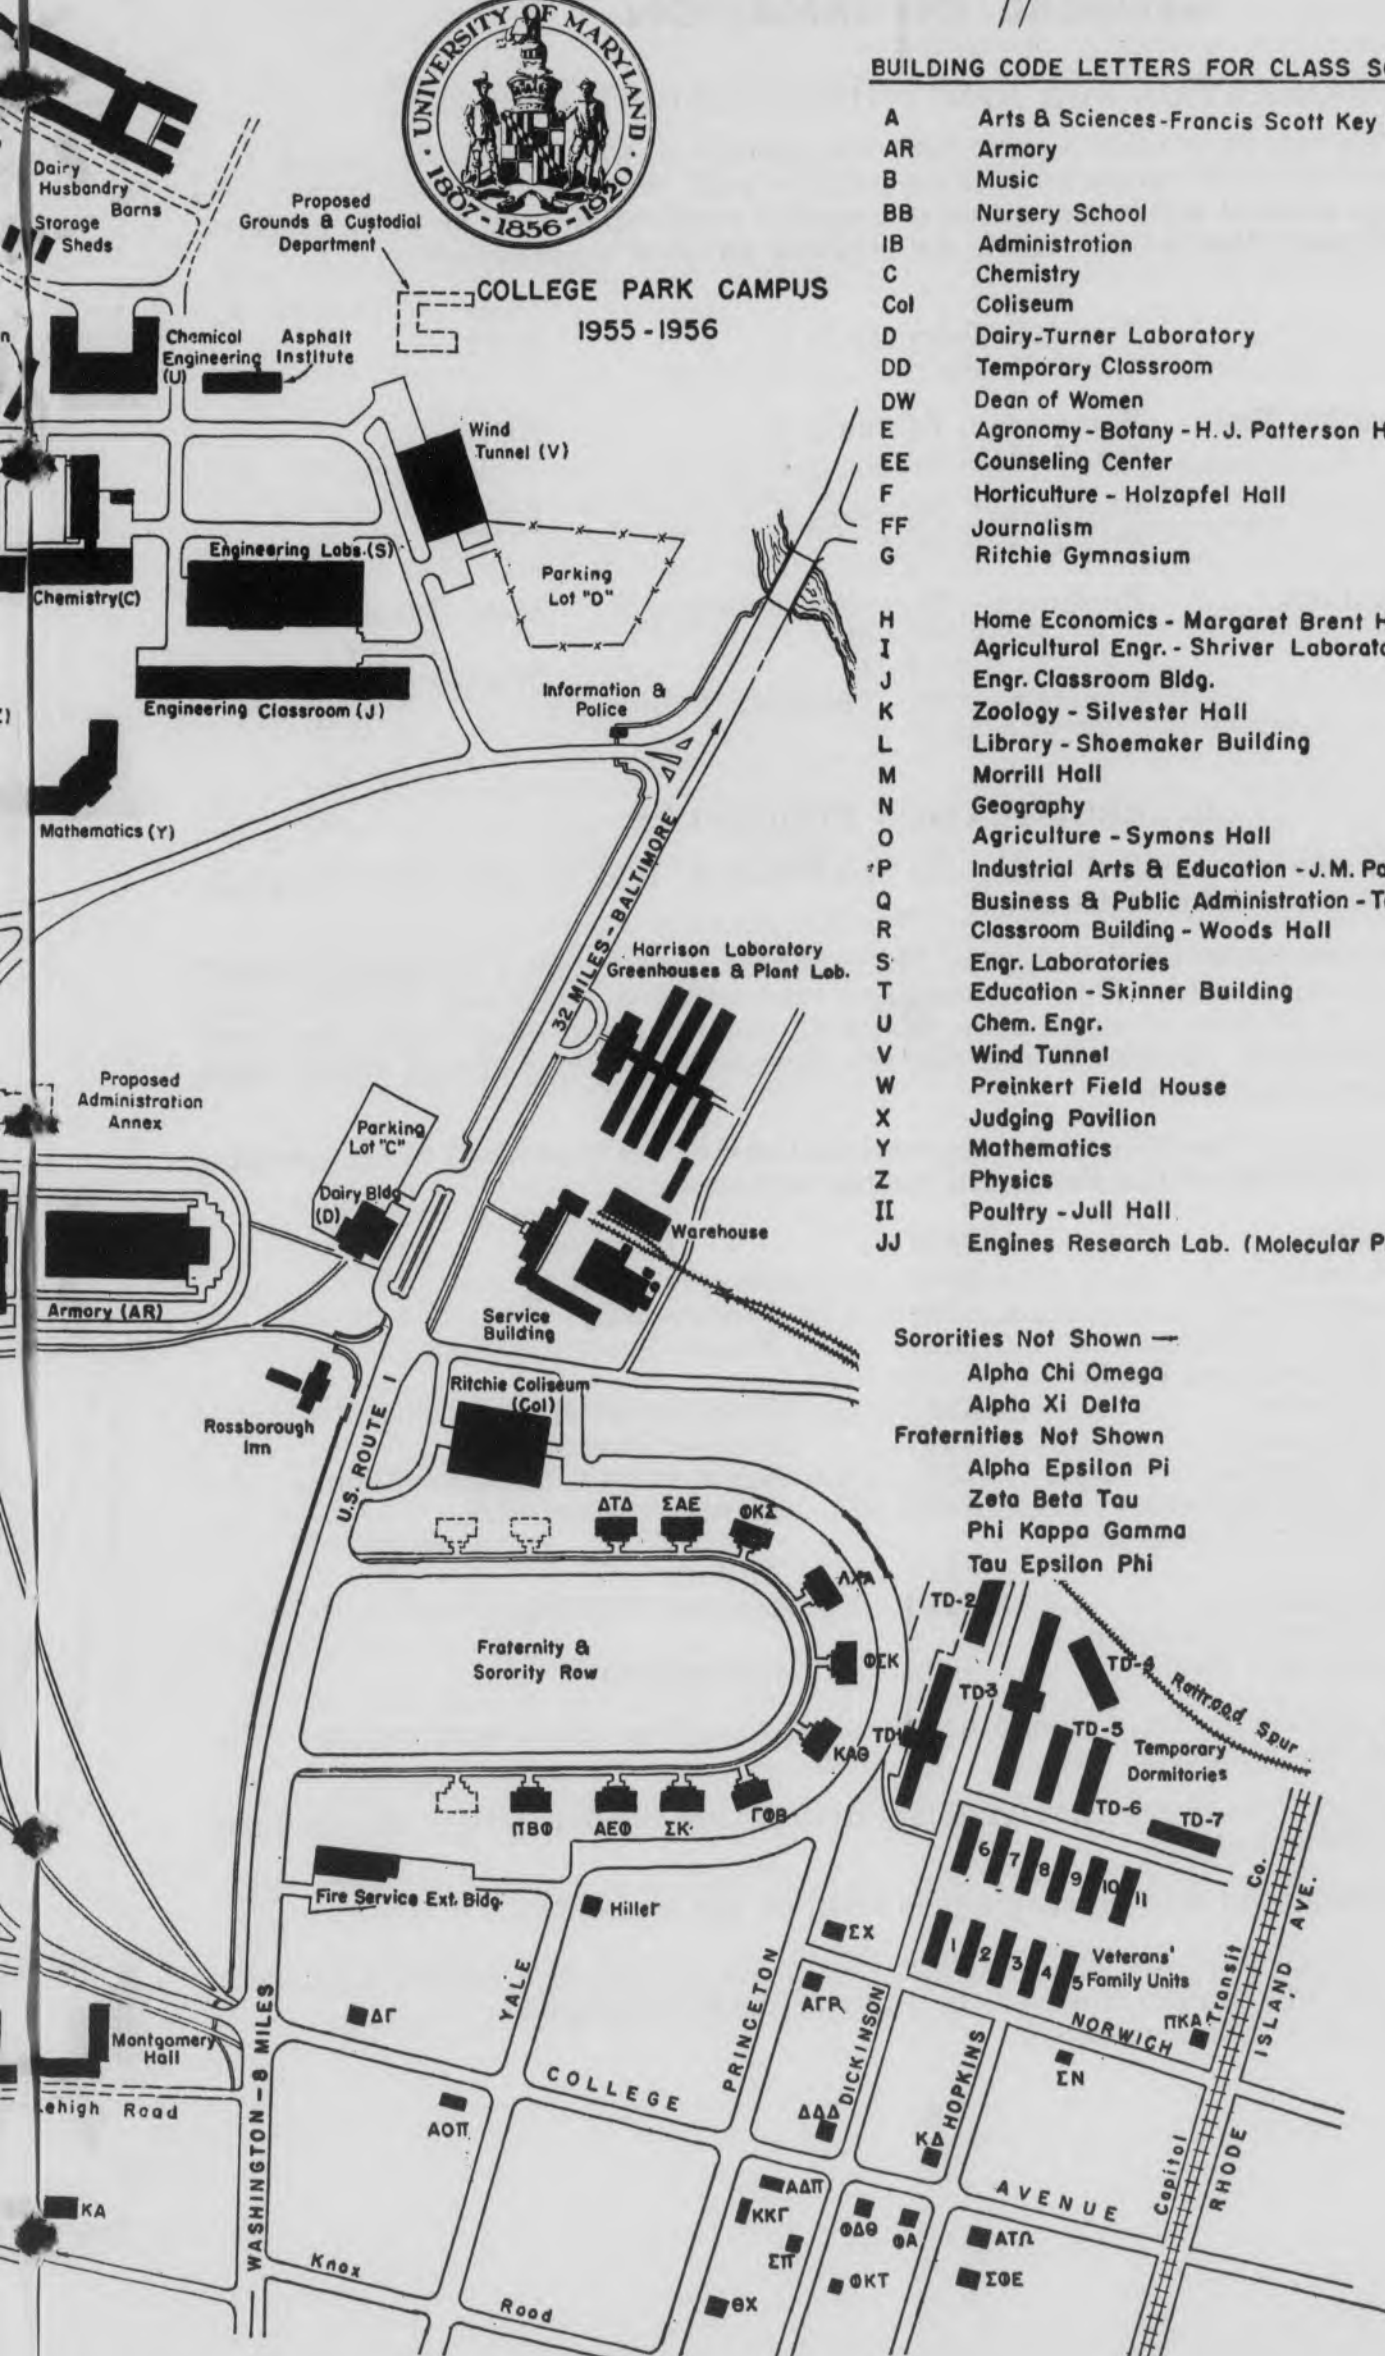 UNIVERSITY OF MARYLAND
1807 - 1856 - 1920
COLLEGE PARK CAMPUS
1955 - 1956
BUILDING CODE LETTERS FOR CLASS
A Arts & Sciences-Francis Scott Key
AR Armory
B Music
BB Nursery School
IB Administration
C Chemistry
Col Coliseum
D Dairy-Turner Laboratory
DD Temporary Classroom
DW Dean of Women
E Agronomy - Botany - H.J. Patterson
EE Counseling Center
F Horticulture - Holzapfel Hall
FF Journalism
G Ritchie Gymnasium
H Home Economics - Margaret Brent
I Agricultural Engr. - Shriver
J Engr. Classroom Bldg.
K Zoology - Silvester Hall
L Library - Shoemaker Building
M Morrill Hall
N Geography
O Agriculture - Symons Hall
P Industrial Arts & Education - J.M.
Q Business & Public Administration -
R Classroom Building - Woods Hall
S Engr. Laboratories
T Education - Skinner Building
U Chem. Engr.
V Wind Tunnel
W Preinkert Field House
X Judging Pavilion
Y Mathematics
Z Physics
II Poultry - Jull Hall
JJ Engines Research Lab. (Molecular
Sororities Not Shown —
Alpha Chi Omega
Alpha Xi Delta
Fraternities Not Shown
Alpha Epsilon Pi
Zeta Beta Tau
Phi Kappa Gamma
Tau Epsilon Phi
Dairy
Husbandry
Barns
Storage
Sheds
Proposed
Grounds & Custodial
Department
Chemical
Engineering
(U)
Asphalt
Institute
Wind
Tunnel (V)
Engineering Labs.(S)
Parking
Lot "D"
Chemistry(C)
Engineering Classroom (J)
Information &
Police
Mathematics (Y)
32 MILES - BALTIMORE
Harrison Laboratory
Greenhouses & Plant Lab.
Proposed
Administration
Annex
Parking
Lot "C"
Dairy Bldg
(D)
Warehouse
Armory (AR)
Service
Building
Rossborough
Inn
U.S. ROUTE 1
Ritchie Coliseum
(Col)
ΔΤΔ
ΣΑΕ
ΦΚΣ
ΛΧΑ
ΦΣΚ
ΚΑΘ
ΓΦΒ
ΣΚ
ΑΕΦ
ΠΒΦ
Fraternity &
Sorority Row
TD-2
TD-3
TD-4
Railroad Spur
TD-5
Temporary
Dormitories
TD-6
TD-7
6
7
8
9
10
11
1
2
3
4
5
Veterans'
Family Units
Fire Service Ext. Bldg.
Hillel
ΣΧ
ΑΓΡ
ΔΓ
YALE
PRINCETON
DICKINSON
HOPKINS
NORWICH
ΠΚΑ
Capitol Transit Co.
RHODE ISLAND AVE.
ΣΝ
Montgomery
Hall
Lehigh Road
WASHINGTON - 8 MILES
COLLEGE AVENUE
ΑΟΠ
ΔΔΔ
ΚΔ
ΚΑ
ΑΔΠ
ΚΚΓ
ΣΠ
ΦΔΘ
ΦΑ
ΑΤΩ
ΦΚΤ
ΣΦΕ
ΘΧ
Knox Road